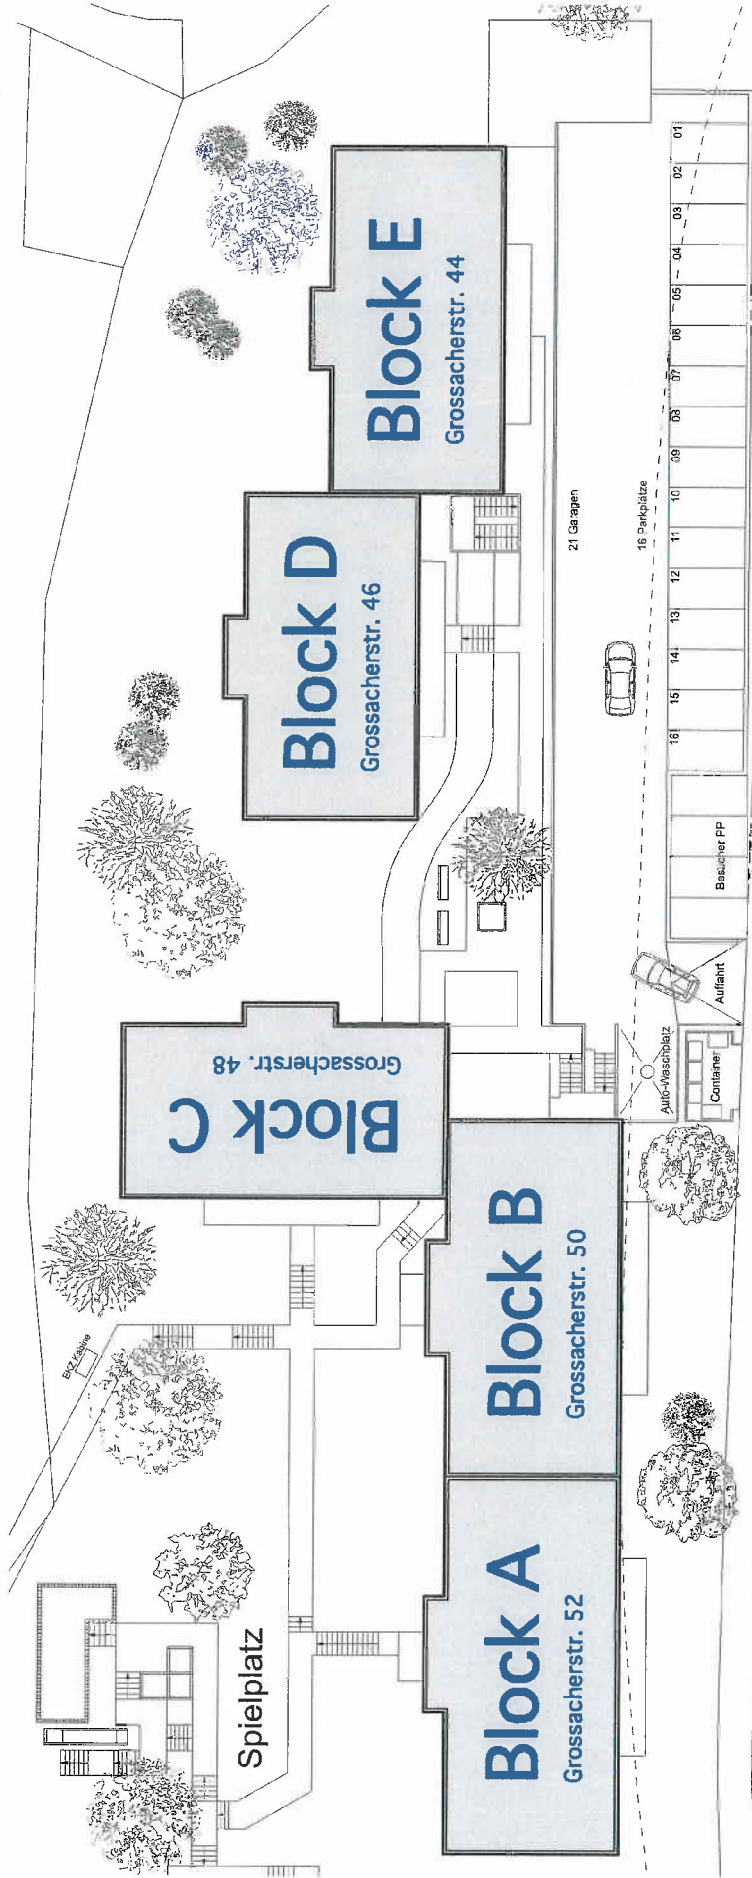 Block A
Grossacherstr. 52
Block B
Grossacherstr. 50
Block C
Grossacherstr. 48
Block D
Grossacherstr. 46
Block E
Grossacherstr. 44
Spielplatz
EKZ Kabine
21 Garagen
16 Parkplätze
01
02
03
04
05
06
07
08
09
10
11
12
13
14
15
16
Besucher PP
Auffahrt
Auto-Waschplatz
Container